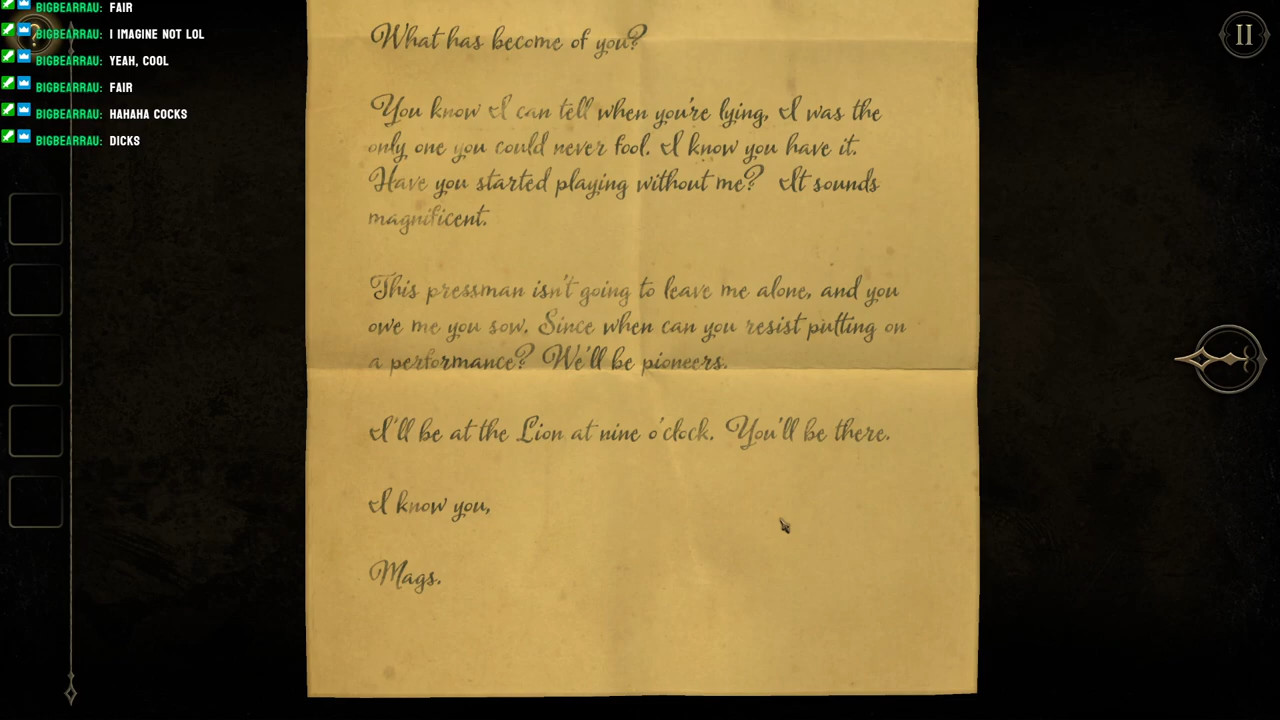 BIGBEARRAU: FAIR
BIGBEARRAU: I IMAGINE NOT LOL
BIGBEARRAU: YEAH, COOL
BIGBEARRAU: FAIR
BIGBEARRAU: HAHAHA COCKS
BIGBEARRAU: DICKS
?
What has become of you?
You know I can tell when you're lying, I was the
only one you could never fool. I know you have it.
Have you started playing without me? It sounds
magnificent.
This pressman isn't going to leave me alone, and you
owe me you sow. Since when can you resist putting on
a performance? We'll be pioneers.
I'll be at the Lion at nine o'clock. You'll be there.
I know you,
Mags.